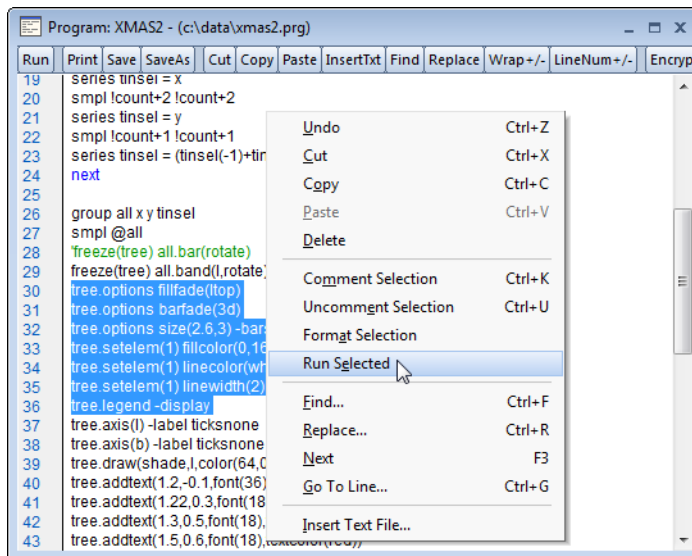 Program: XMAS2 - (c:\data\xmas2.prg)
Run Print Save SaveAs Cut Copy Paste InsertTxt Find Replace Wrap+/- LineNum+/- Encryp
19 series tinsel = x
20 smpl !count+2 !count+2
21 series tinsel = y
22 smpl !count+1 !count+1
23 series tinsel = (tinsel(-1)+tin
24 next
25
26 group all x y tinsel
27 smpl @all
28 'freeze(tree) all.bar(rotate)
29 freeze(tree) all.band(l,rotate)
30 tree.options fillfade(ltop)
31 tree.options barfade(3d)
32 tree.options size(2.6,3) -bars
33 tree.setelem(1) fillcolor(0,16
34 tree.setelem(1) linecolor(wh
35 tree.setelem(1) linewidth(2)
36 tree.legend -display
37 tree.axis(l) -label ticksnone
38 tree.axis(b) -label ticksnone
39 tree.draw(shade,l,color(64,0
40 tree.addtext(1.2,-0.1,font(36)
41 tree.addtext(1.22,0.3,font(18
42 tree.addtext(1.3,0.5,font(18),
43 tree.addtext(1.5,0.6,font(18),textcolor(red))
Undo Ctrl+Z
Cut Ctrl+X
Copy Ctrl+C
Paste Ctrl+V
Delete
Comment Selection Ctrl+K
Uncomment Selection Ctrl+U
Format Selection
Run Selected
Find... Ctrl+F
Replace... Ctrl+R
Next F3
Go To Line... Ctrl+G
Insert Text File...